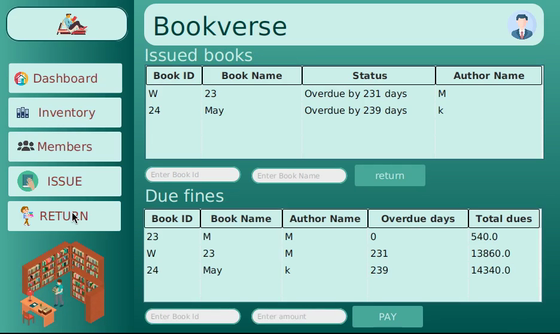 Bookverse
Dashboard
Inventory
Members
ISSUE
RETURN
Issued books
Book ID Book Name Status Author Name
W 23 Overdue by 231 days M
24 May Overdue by 239 days k
Enter Book Id Enter Book Name return
Due fines
Book ID Book Name Author Name Overdue days Total dues
23 M M 0 540.0
W 23 M 231 13860.0
24 May k 239 14340.0
Enter Book Id Enter amount PAY